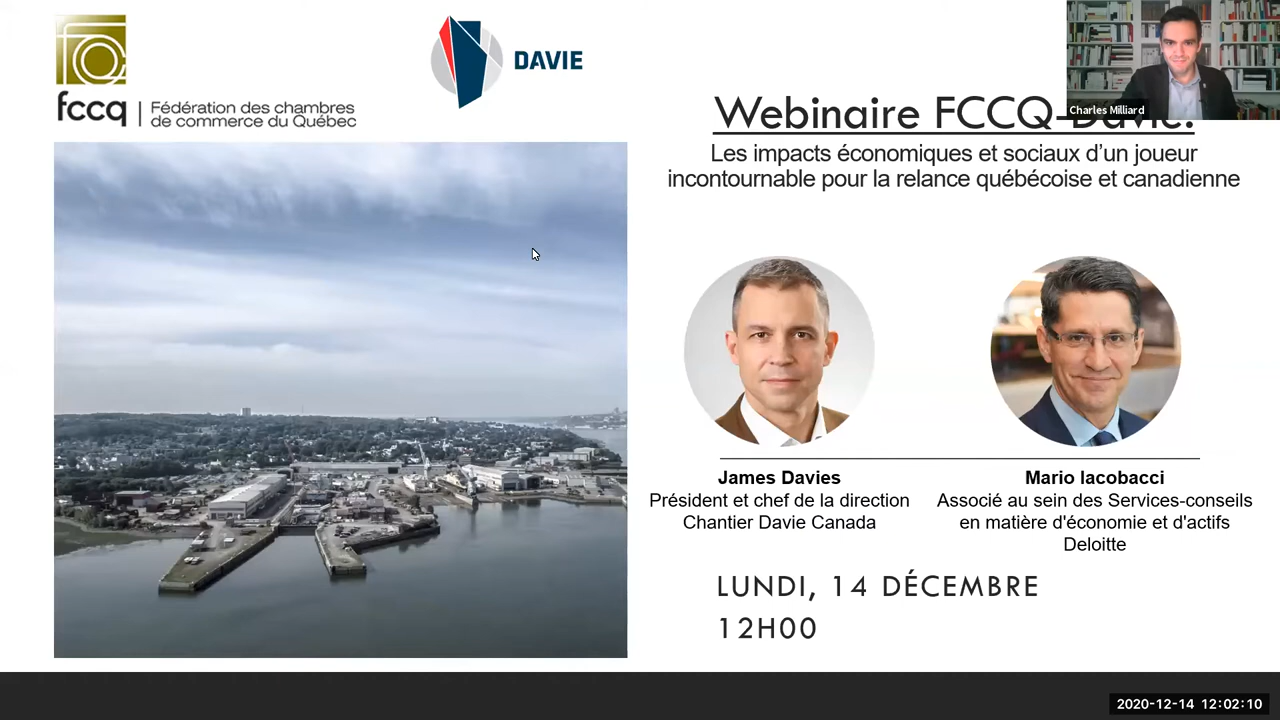 fccq
Fédération des chambres
de commerce du Québec
DAVIE
Charles Milliard
Webinaire FCCQ-Davie:
Les impacts économiques et sociaux d’un joueur
incontournable pour la relance québécoise et canadienne
James Davies
Président et chef de la direction
Chantier Davie Canada
Mario Iacobacci
Associé au sein des Services-conseils
en matière d'économie et d'actifs
Deloitte
LUNDI, 14 DÉCEMBRE
12H00
2020-12-14 12:02:10